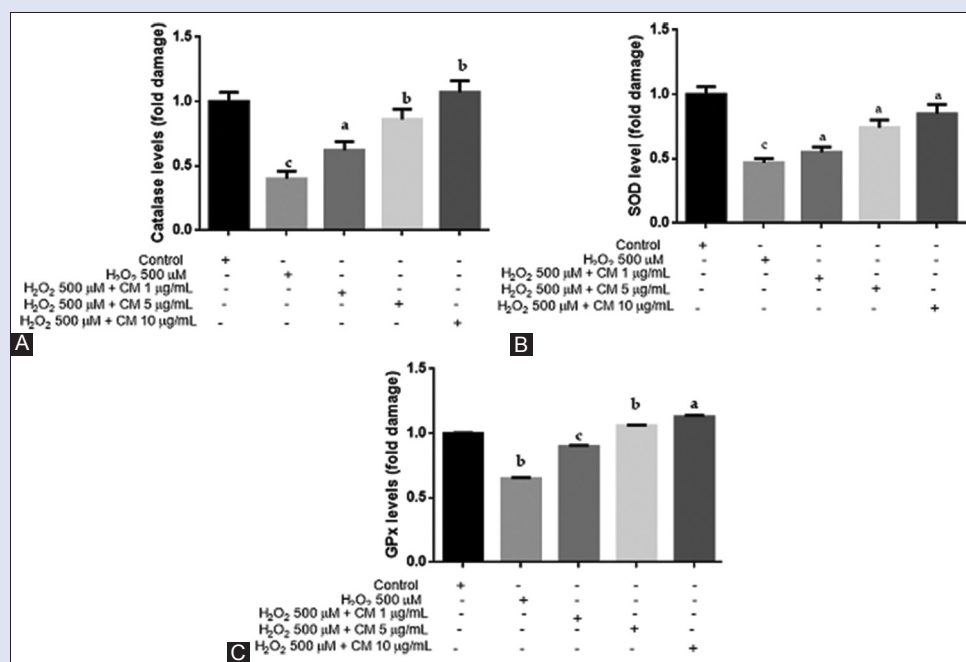 Catalase levels (fold damage)
1.5
1.0
0.5
0.0
c
a
b
b
Control + - - - -
H₂O₂ 500 μM - + - - -
H₂O₂ 500 μM + CM 1 μg/mL - - + - -
H₂O₂ 500 μM + CM 5 μg/mL - - - + -
H₂O₂ 500 μM + CM 10 μg/mL - - - - +
A
SOD level (fold damage)
1.5
1.0
0.5
0.0
c
a
a
a
Control + - - - -
H₂O₂ 500 μM - + - - -
H₂O₂ 500 μM + CM 1 μg/mL - - + - -
H₂O₂ 500 μM + CM 5 μg/mL - - - + -
H₂O₂ 500 μM + CM 10 μg/mL - - - - +
B
GPx levels (fold damage)
1.5
1.0
0.5
0.0
b
c
b
a
Control + - - - -
H₂O₂ 500 μM - + - - -
H₂O₂ 500 μM + CM 1 μg/mL - - + - -
H₂O₂ 500 μM + CM 5 μg/mL - - - + -
H₂O₂ 500 μM + CM 10 μg/mL - - - - +
C